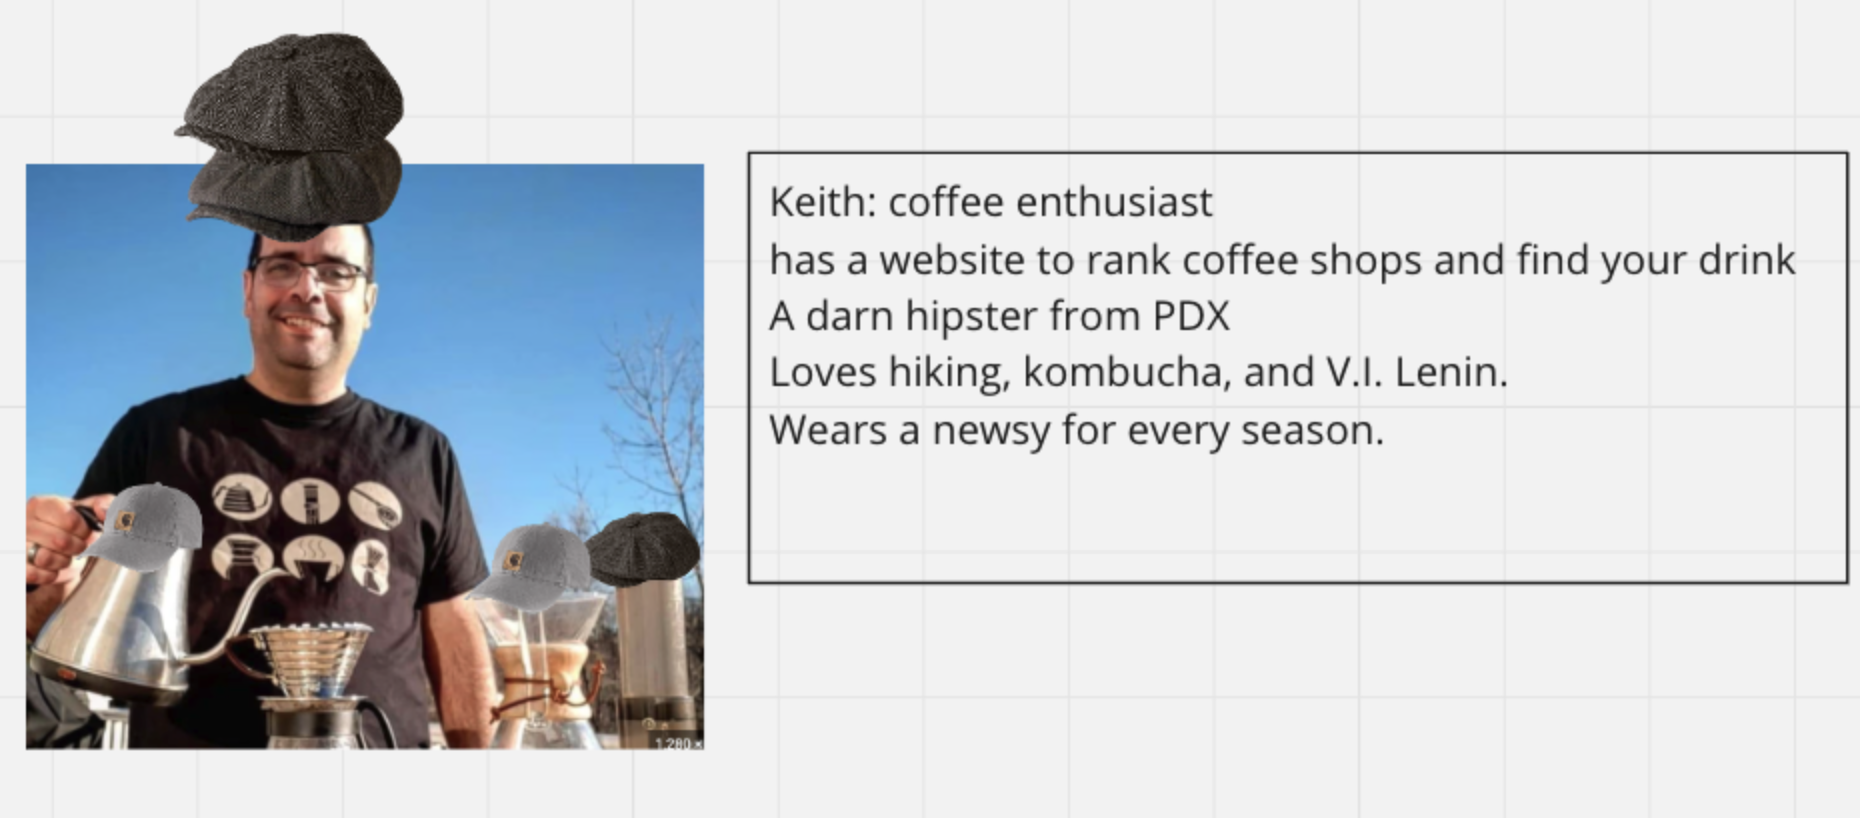 Keith: coffee enthusiast
has a website to rank coffee shops and find your drink
A darn hipster from PDX
Loves hiking, kombucha, and V.I. Lenin.
Wears a newsy for every season.
1,280 ×